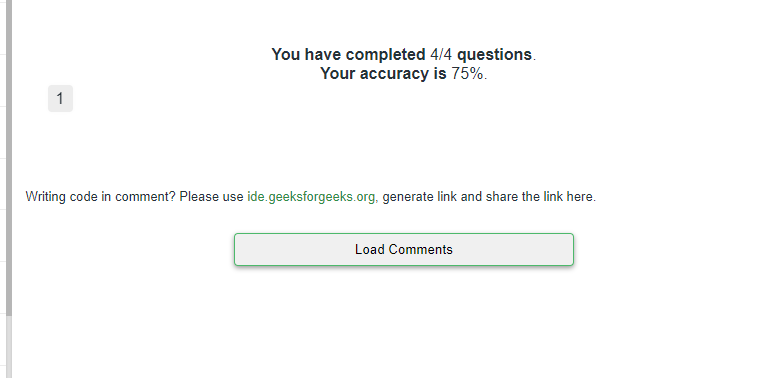 You have completed 4/4 questions.
Your accuracy is 75%.
1
Writing code in comment? Please use ide.geeksforgeeks.org, generate link and share the link here.
Load Comments